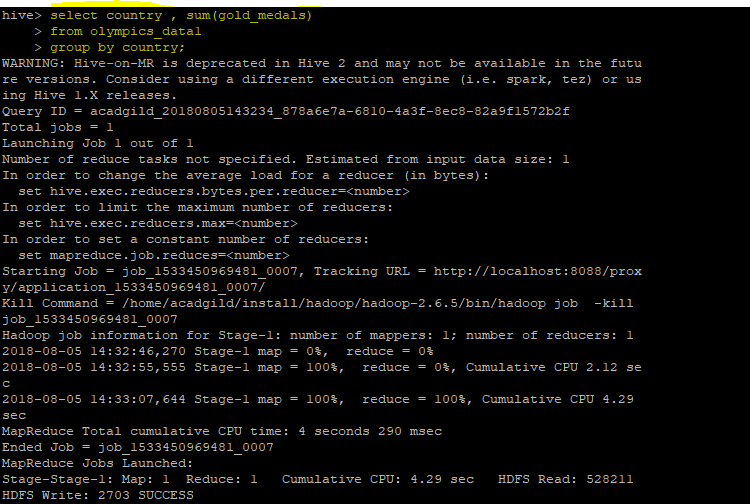 hive> select country , sum(gold_medals)
    > from olympics_data1
    > group by country;
WARNING: Hive-on-MR is deprecated in Hive 2 and may not be available in the futu
re versions. Consider using a different execution engine (i.e. spark, tez) or us
ing Hive 1.X releases.
Query ID = acadgild_20180805143234_878a6e7a-6810-4a3f-8ec8-82a9f1572b2f
Total jobs = 1
Launching Job 1 out of 1
Number of reduce tasks not specified. Estimated from input data size: 1
In order to change the average load for a reducer (in bytes):
  set hive.exec.reducers.bytes.per.reducer=<number>
In order to limit the maximum number of reducers:
  set hive.exec.reducers.max=<number>
In order to set a constant number of reducers:
  set mapreduce.job.reduces=<number>
Starting Job = job_1533450969481_0007, Tracking URL = http://localhost:8088/prox
y/application_1533450969481_0007/
Kill Command = /home/acadgild/install/hadoop/hadoop-2.6.5/bin/hadoop job  -kill
job_1533450969481_0007
Hadoop job information for Stage-1: number of mappers: 1; number of reducers: 1
2018-08-05 14:32:46,270 Stage-1 map = 0%,  reduce = 0%
2018-08-05 14:32:55,555 Stage-1 map = 100%,  reduce = 0%, Cumulative CPU 2.12 se
c
2018-08-05 14:33:07,644 Stage-1 map = 100%,  reduce = 100%, Cumulative CPU 4.29
sec
MapReduce Total cumulative CPU time: 4 seconds 290 msec
Ended Job = job_1533450969481_0007
MapReduce Jobs Launched:
Stage-Stage-1: Map: 1  Reduce: 1   Cumulative CPU: 4.29 sec   HDFS Read: 528211
HDFS Write: 2703 SUCCESS